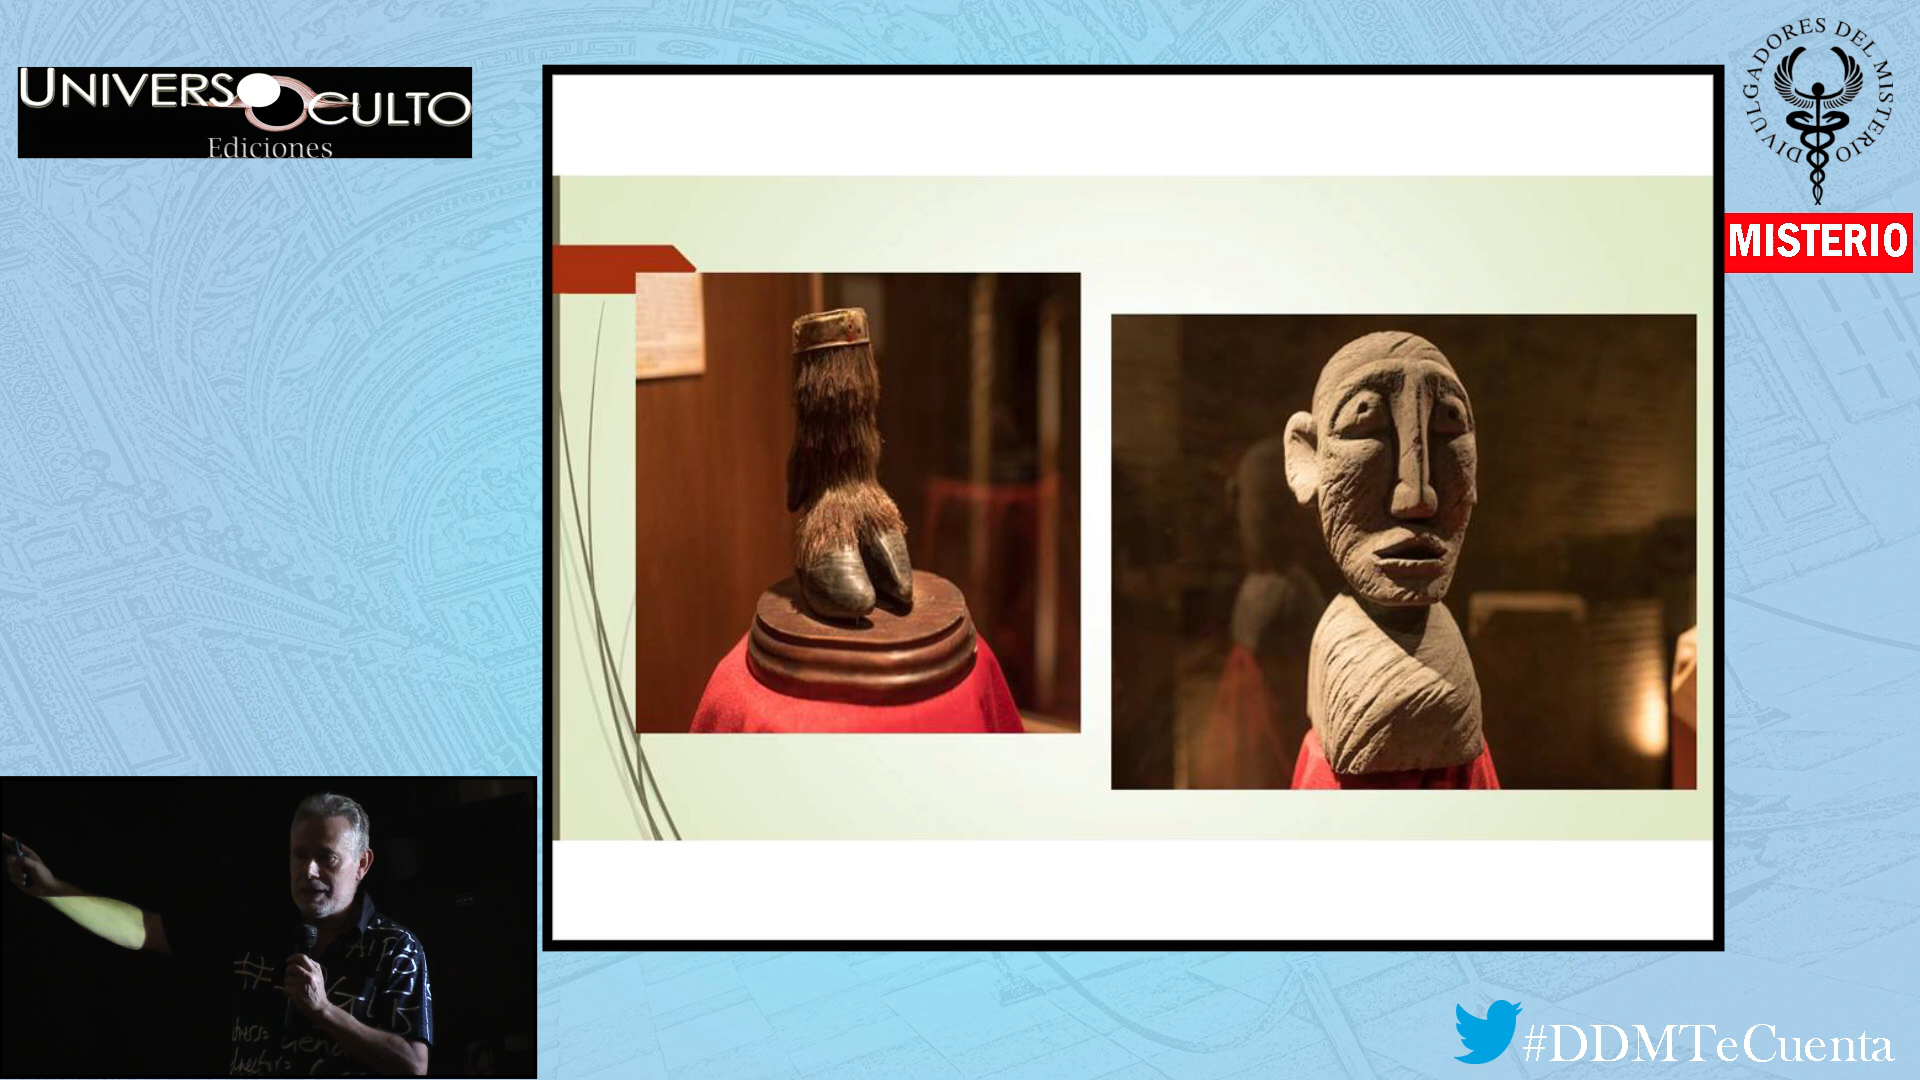 UNIVERSO OCULTO
Ediciones
DIVULGADORES DEL MISTERIO
MISTERIO
#DDMTeCuenta
#